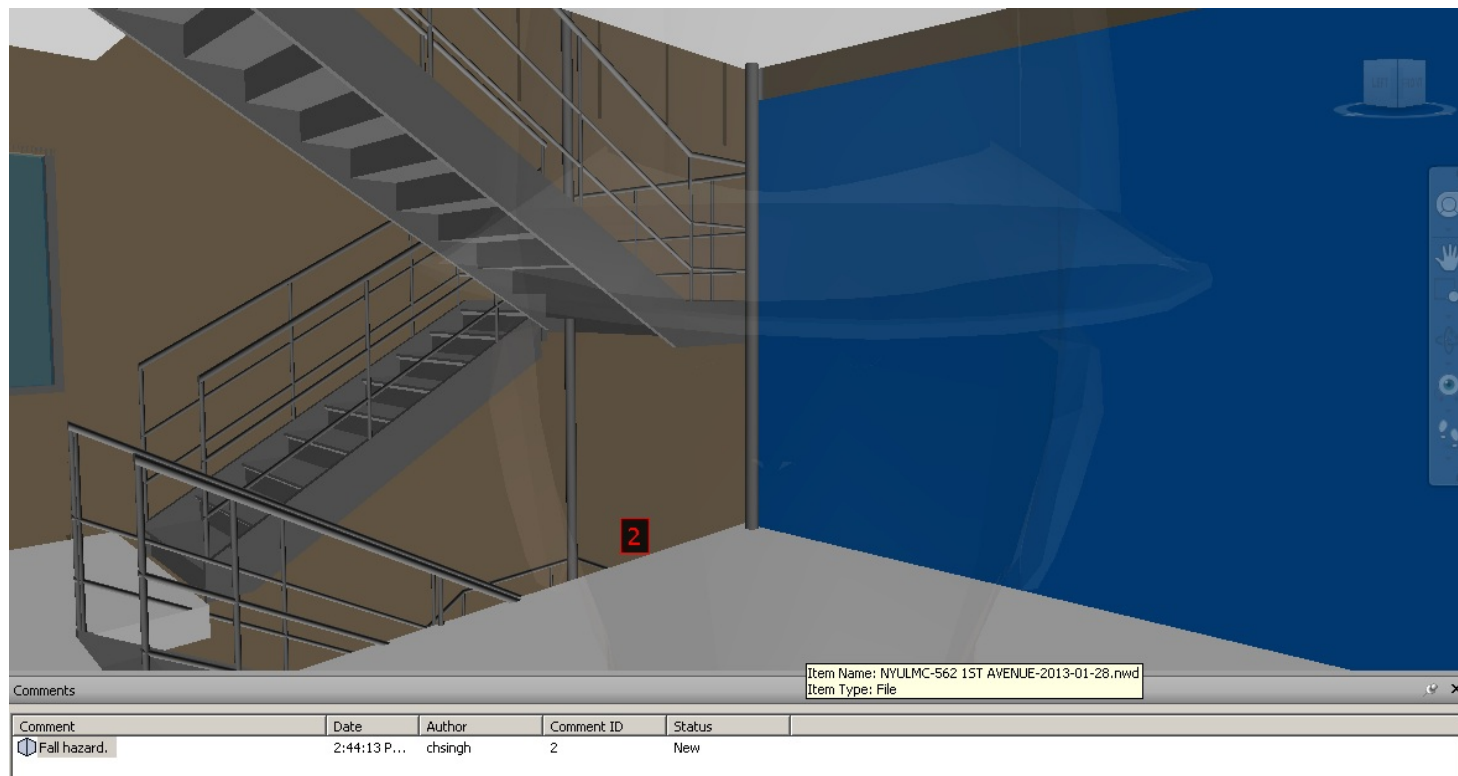 2
Item Name: NYULMC-562 1ST AVENUE-2013-01-28.nwd
Item Type: File
Comments
Comment Date Author Comment ID Status
Fall hazard. 2:44:13 P... chsingh 2 New